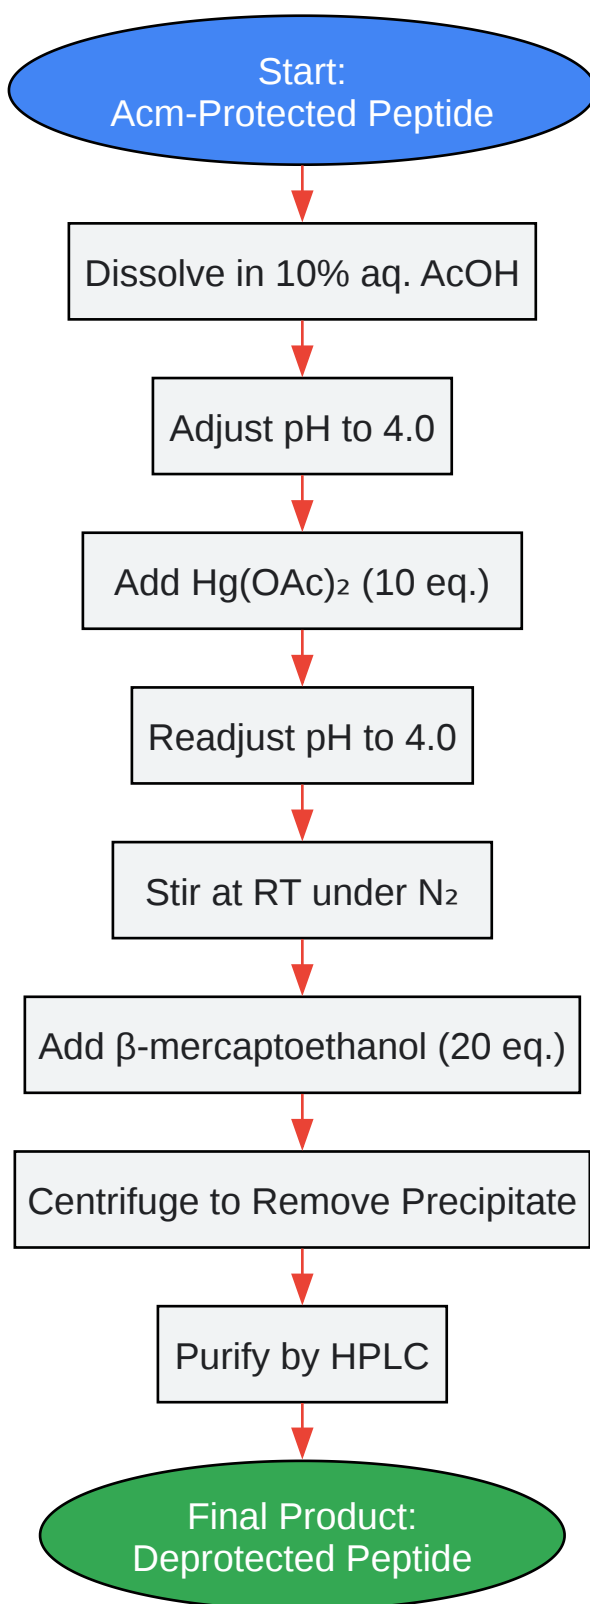 Start:
Acm-Protected Peptide
Dissolve in 10% aq. AcOH
Adjust pH to 4.0
Add Hg(OAc)₂ (10 eq.)
Readjust pH to 4.0
Stir at RT under N₂
Add β-mercaptoethanol (20 eq.)
Centrifuge to Remove Precipitate
Purify by HPLC
Final Product:
Deprotected Peptide